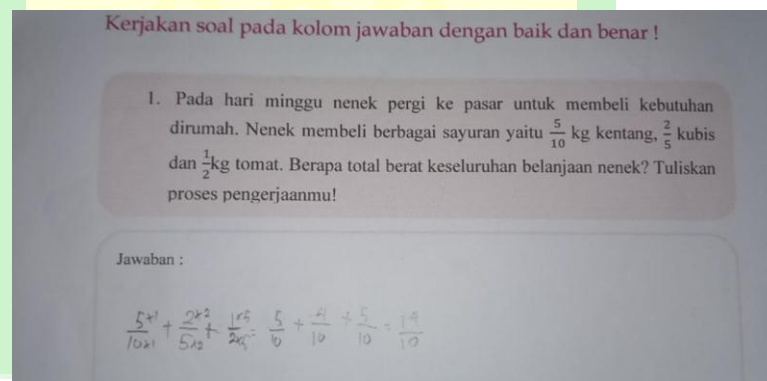 Kerjakan soal pada kolom jawaban dengan baik dan benar !
1. Pada hari minggu nenek pergi ke pasar untuk membeli kebutuhan
dirumah. Nenek membeli berbagai sayuran yaitu 5/10 kg kentang, 2/5 kubis
dan 1/2 kg tomat. Berapa total berat keseluruhan belanjaan nenek? Tuliskan
proses pengerjaanmu!
Jawaban :
5×1/10×1 + 2×2/5×2 + 1×5/2×5 = 5/10 + 4/10 + 5/10 = 14/10